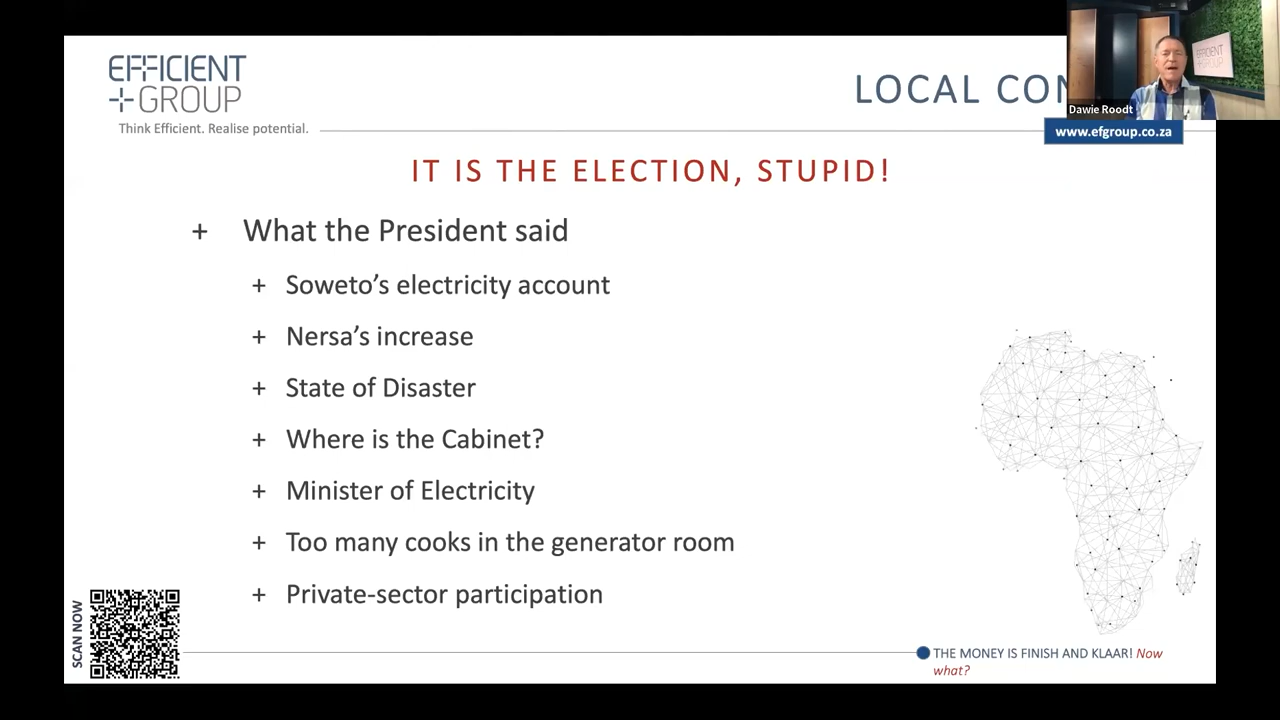 EFFICIENT
+GROUP
Think Efficient. Realise potential.
LOCAL CON
Dawie Roodt
www.efgroup.co.za
IT IS THE ELECTION, STUPID!
+ What the President said
+ Soweto’s electricity account
+ Nersa’s increase
+ State of Disaster
+ Where is the Cabinet?
+ Minister of Electricity
+ Too many cooks in the generator room
+ Private-sector participation
SCAN NOW
THE MONEY IS FINISH AND KLAAR! Now
what?
EFFICIENT
+GROUP